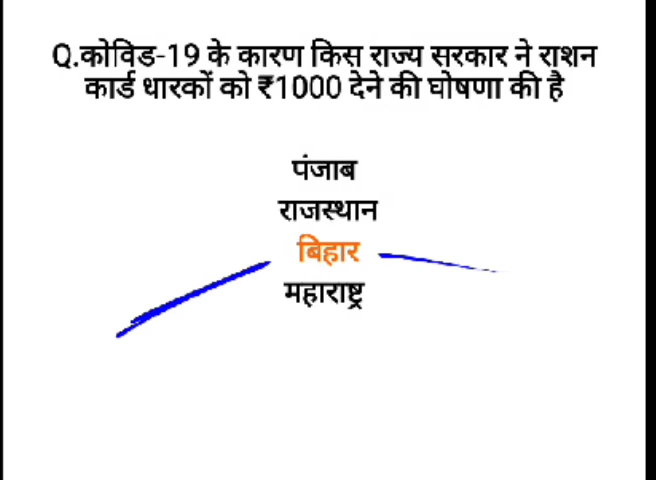 Q.कोविड-19 के कारण किस राज्य सरकार ने राशन
कार्ड धारकों को ₹1000 देने की घोषणा की है
पंजाब
राजस्थान
बिहार
महाराष्ट्र